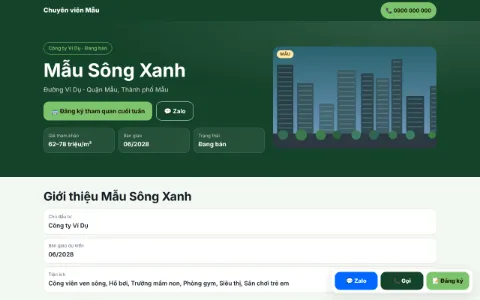 Chuyên viên Mẫu
📞 0900 000 000
Công ty Ví Dụ · Đang bán
Mẫu Sông Xanh
Đường Ví Dụ · Quận Mẫu, Thành phố Mẫu
Đăng ký tham quan cuối tuần
💬 Zalo
Giá tham khảo
62–78 triệu/m²
Bàn giao
06/2028
Trạng thái
Đang bán
MẪU
Giới thiệu Mẫu Sông Xanh
Chủ đầu tư
Công ty Ví Dụ
Bàn giao dự kiến
06/2028
Tiện ích
Công viên ven sông, Hồ bơi, Trường mầm non, Phòng gym, Siêu thị, Sân chơi trẻ em
💬 Zalo
📞 Gọi
📝 Đăng ký